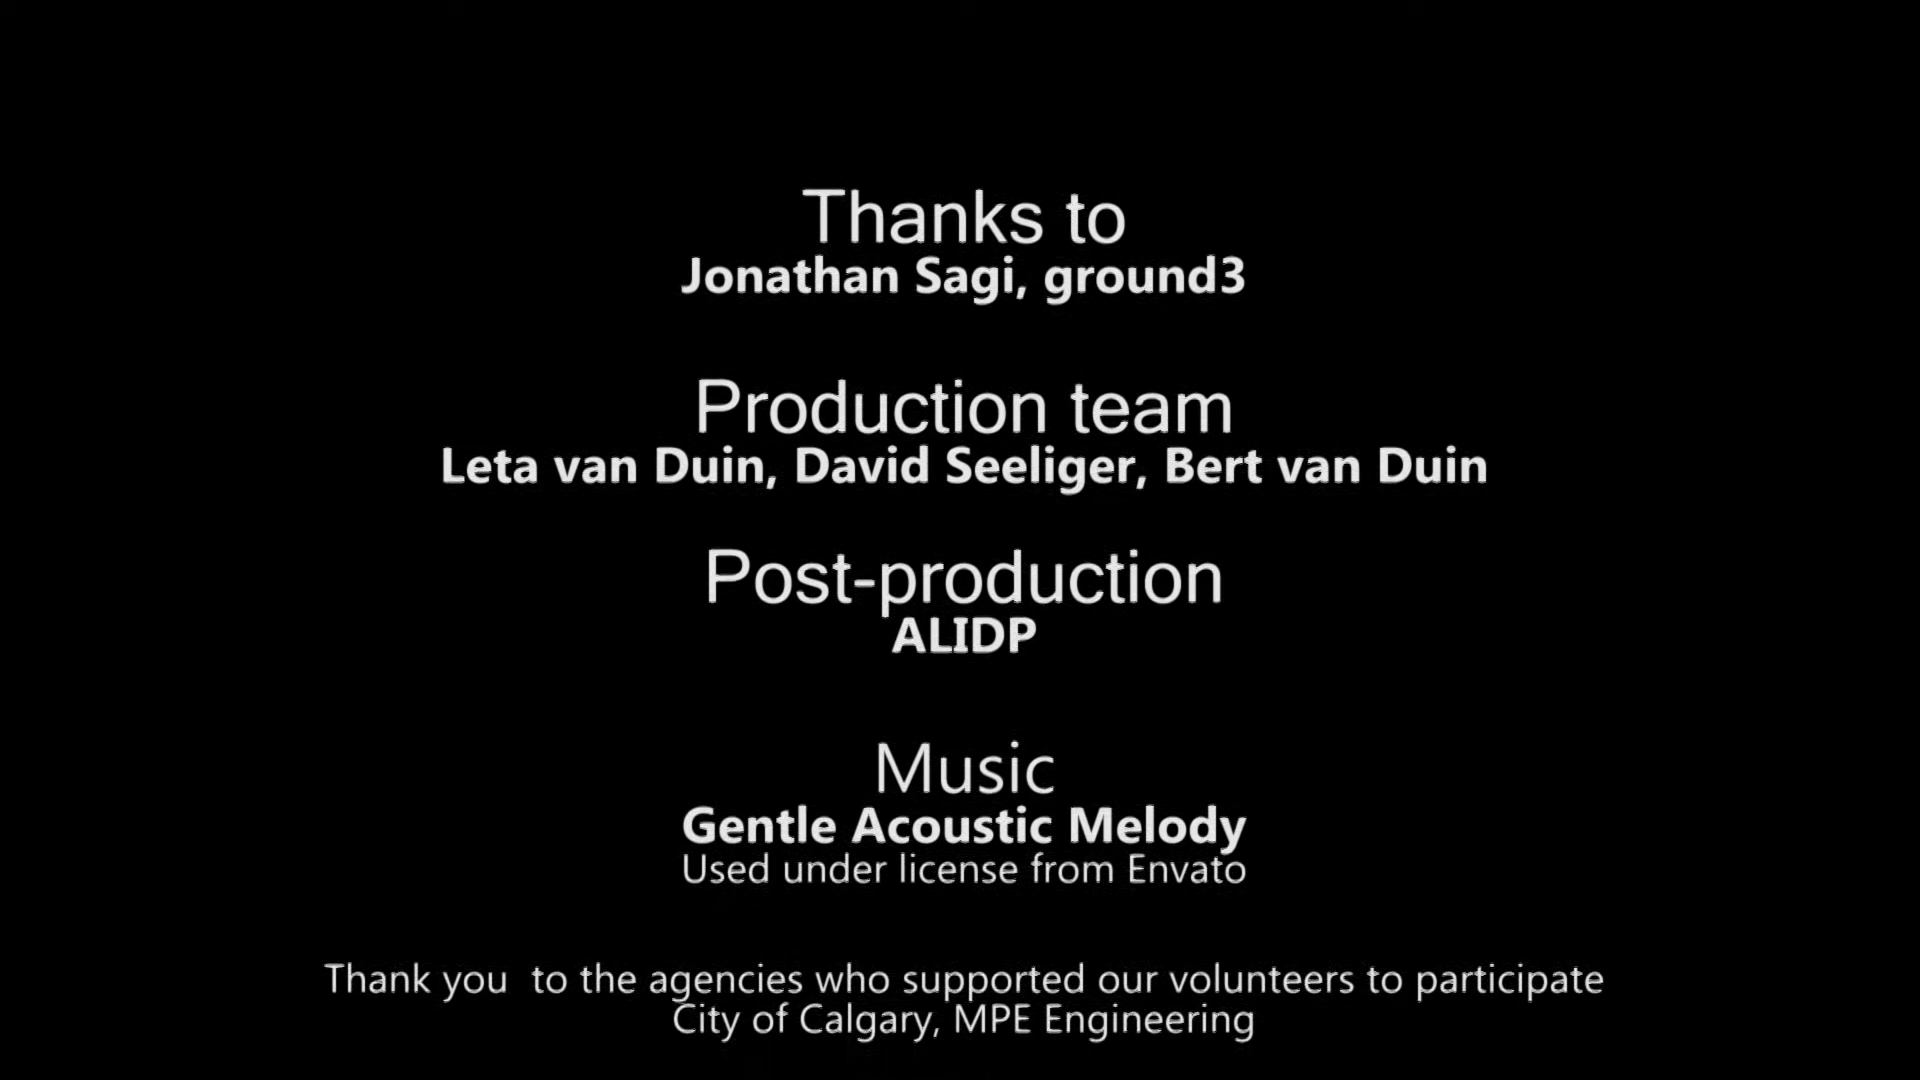 Thanks to
Jonathan Sagi, ground3
Production team
Leta van Duin, David Seeliger, Bert van Duin
Post-production
ALIDP
Music
Gentle Acoustic Melody
Used under license from Envato
Thank you  to the agencies who supported our volunteers to participate
City of Calgary, MPE Engineering